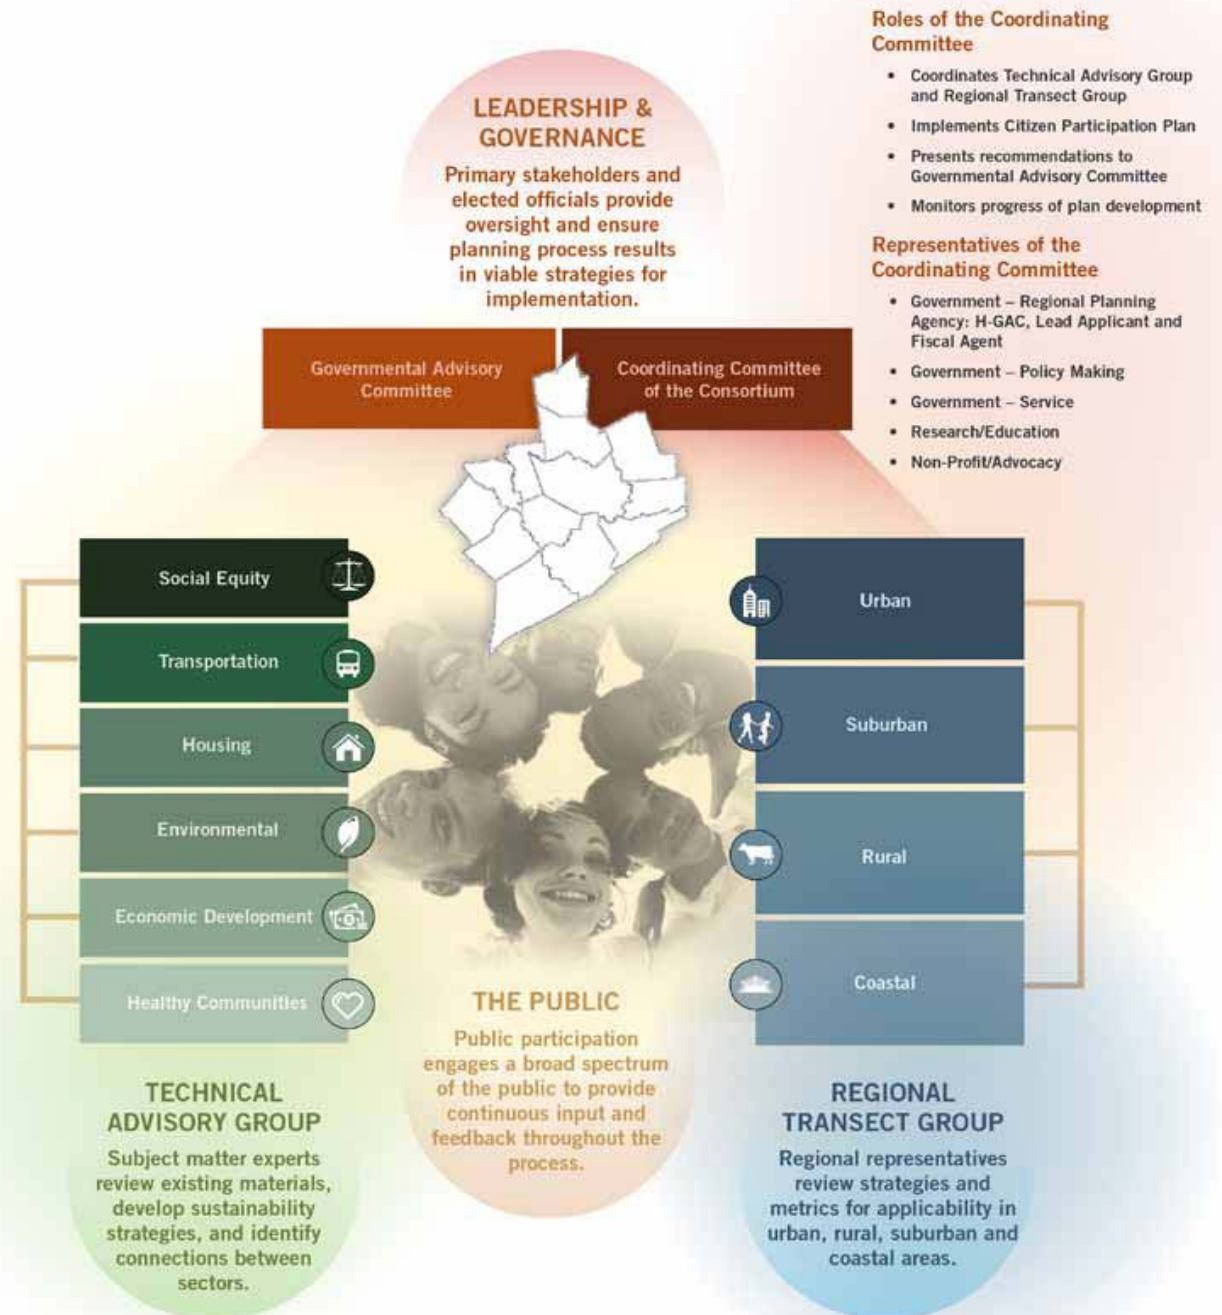 Roles of the Coordinating
Committee
• Coordinates Technical Advisory Group
and Regional Transect Group
• Implements Citizen Participation Plan
• Presents recommendations to
Governmental Advisory Committee
• Monitors progress of plan development
Representatives of the
Coordinating Committee
• Government – Regional Planning
Agency: H-GAC, Lead Applicant and
Fiscal Agent
• Government – Policy Making
• Government – Service
• Research/Education
• Non-Profit/Advocacy
LEADERSHIP &
GOVERNANCE
Primary stakeholders and
elected officials provide
oversight and ensure
planning process results
in viable strategies for
implementation.
Governmental Advisory
Committee
Coordinating Committee
of the Consortium
Social Equity
Transportation
Housing
Environmental
Economic Development
Healthy Communities
TECHNICAL
ADVISORY GROUP
Subject matter experts
review existing materials,
develop sustainability
strategies, and identify
connections between
sectors.
THE PUBLIC
Public participation
engages a broad spectrum
of the public to provide
continuous input and
feedback throughout the
process.
Urban
Suburban
Rural
Coastal
REGIONAL
TRANSECT GROUP
Regional representatives
review strategies and
metrics for applicability in
urban, rural, suburban and
coastal areas.